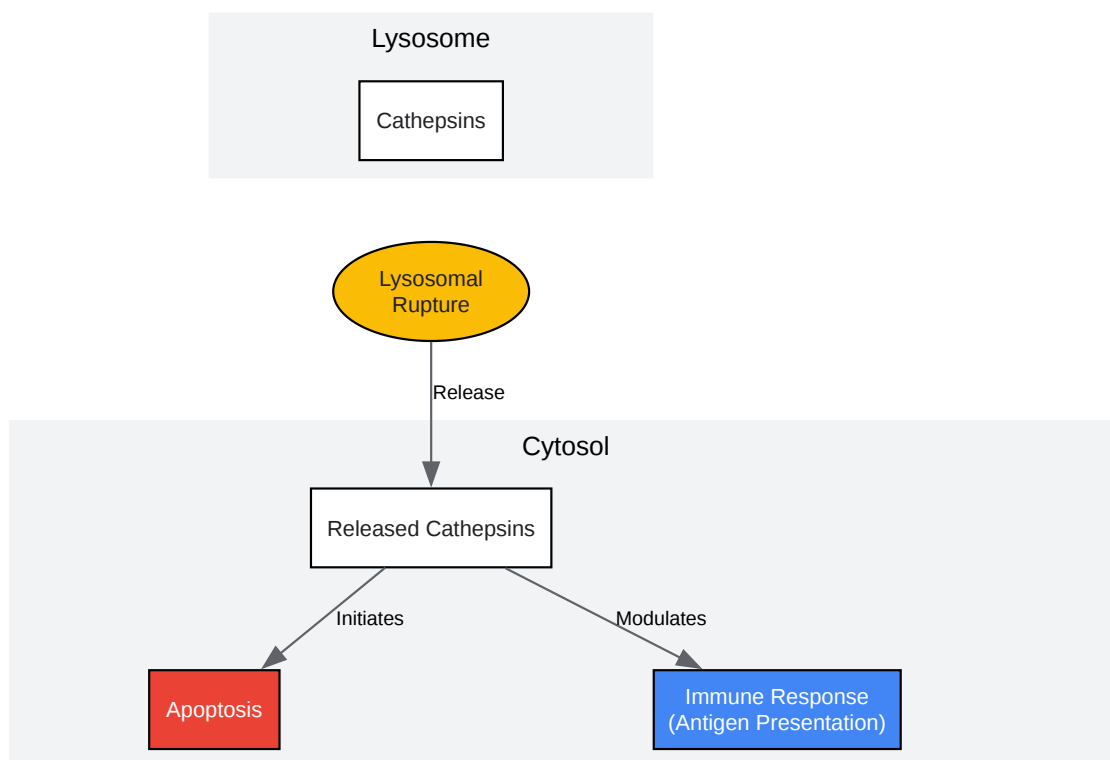 Lysosome
Cathepsins
Lysosomal
Rupture
Release
Cytosol
Released Cathepsins
Initiates
Modulates
Apoptosis
Immune Response
(Antigen Presentation)